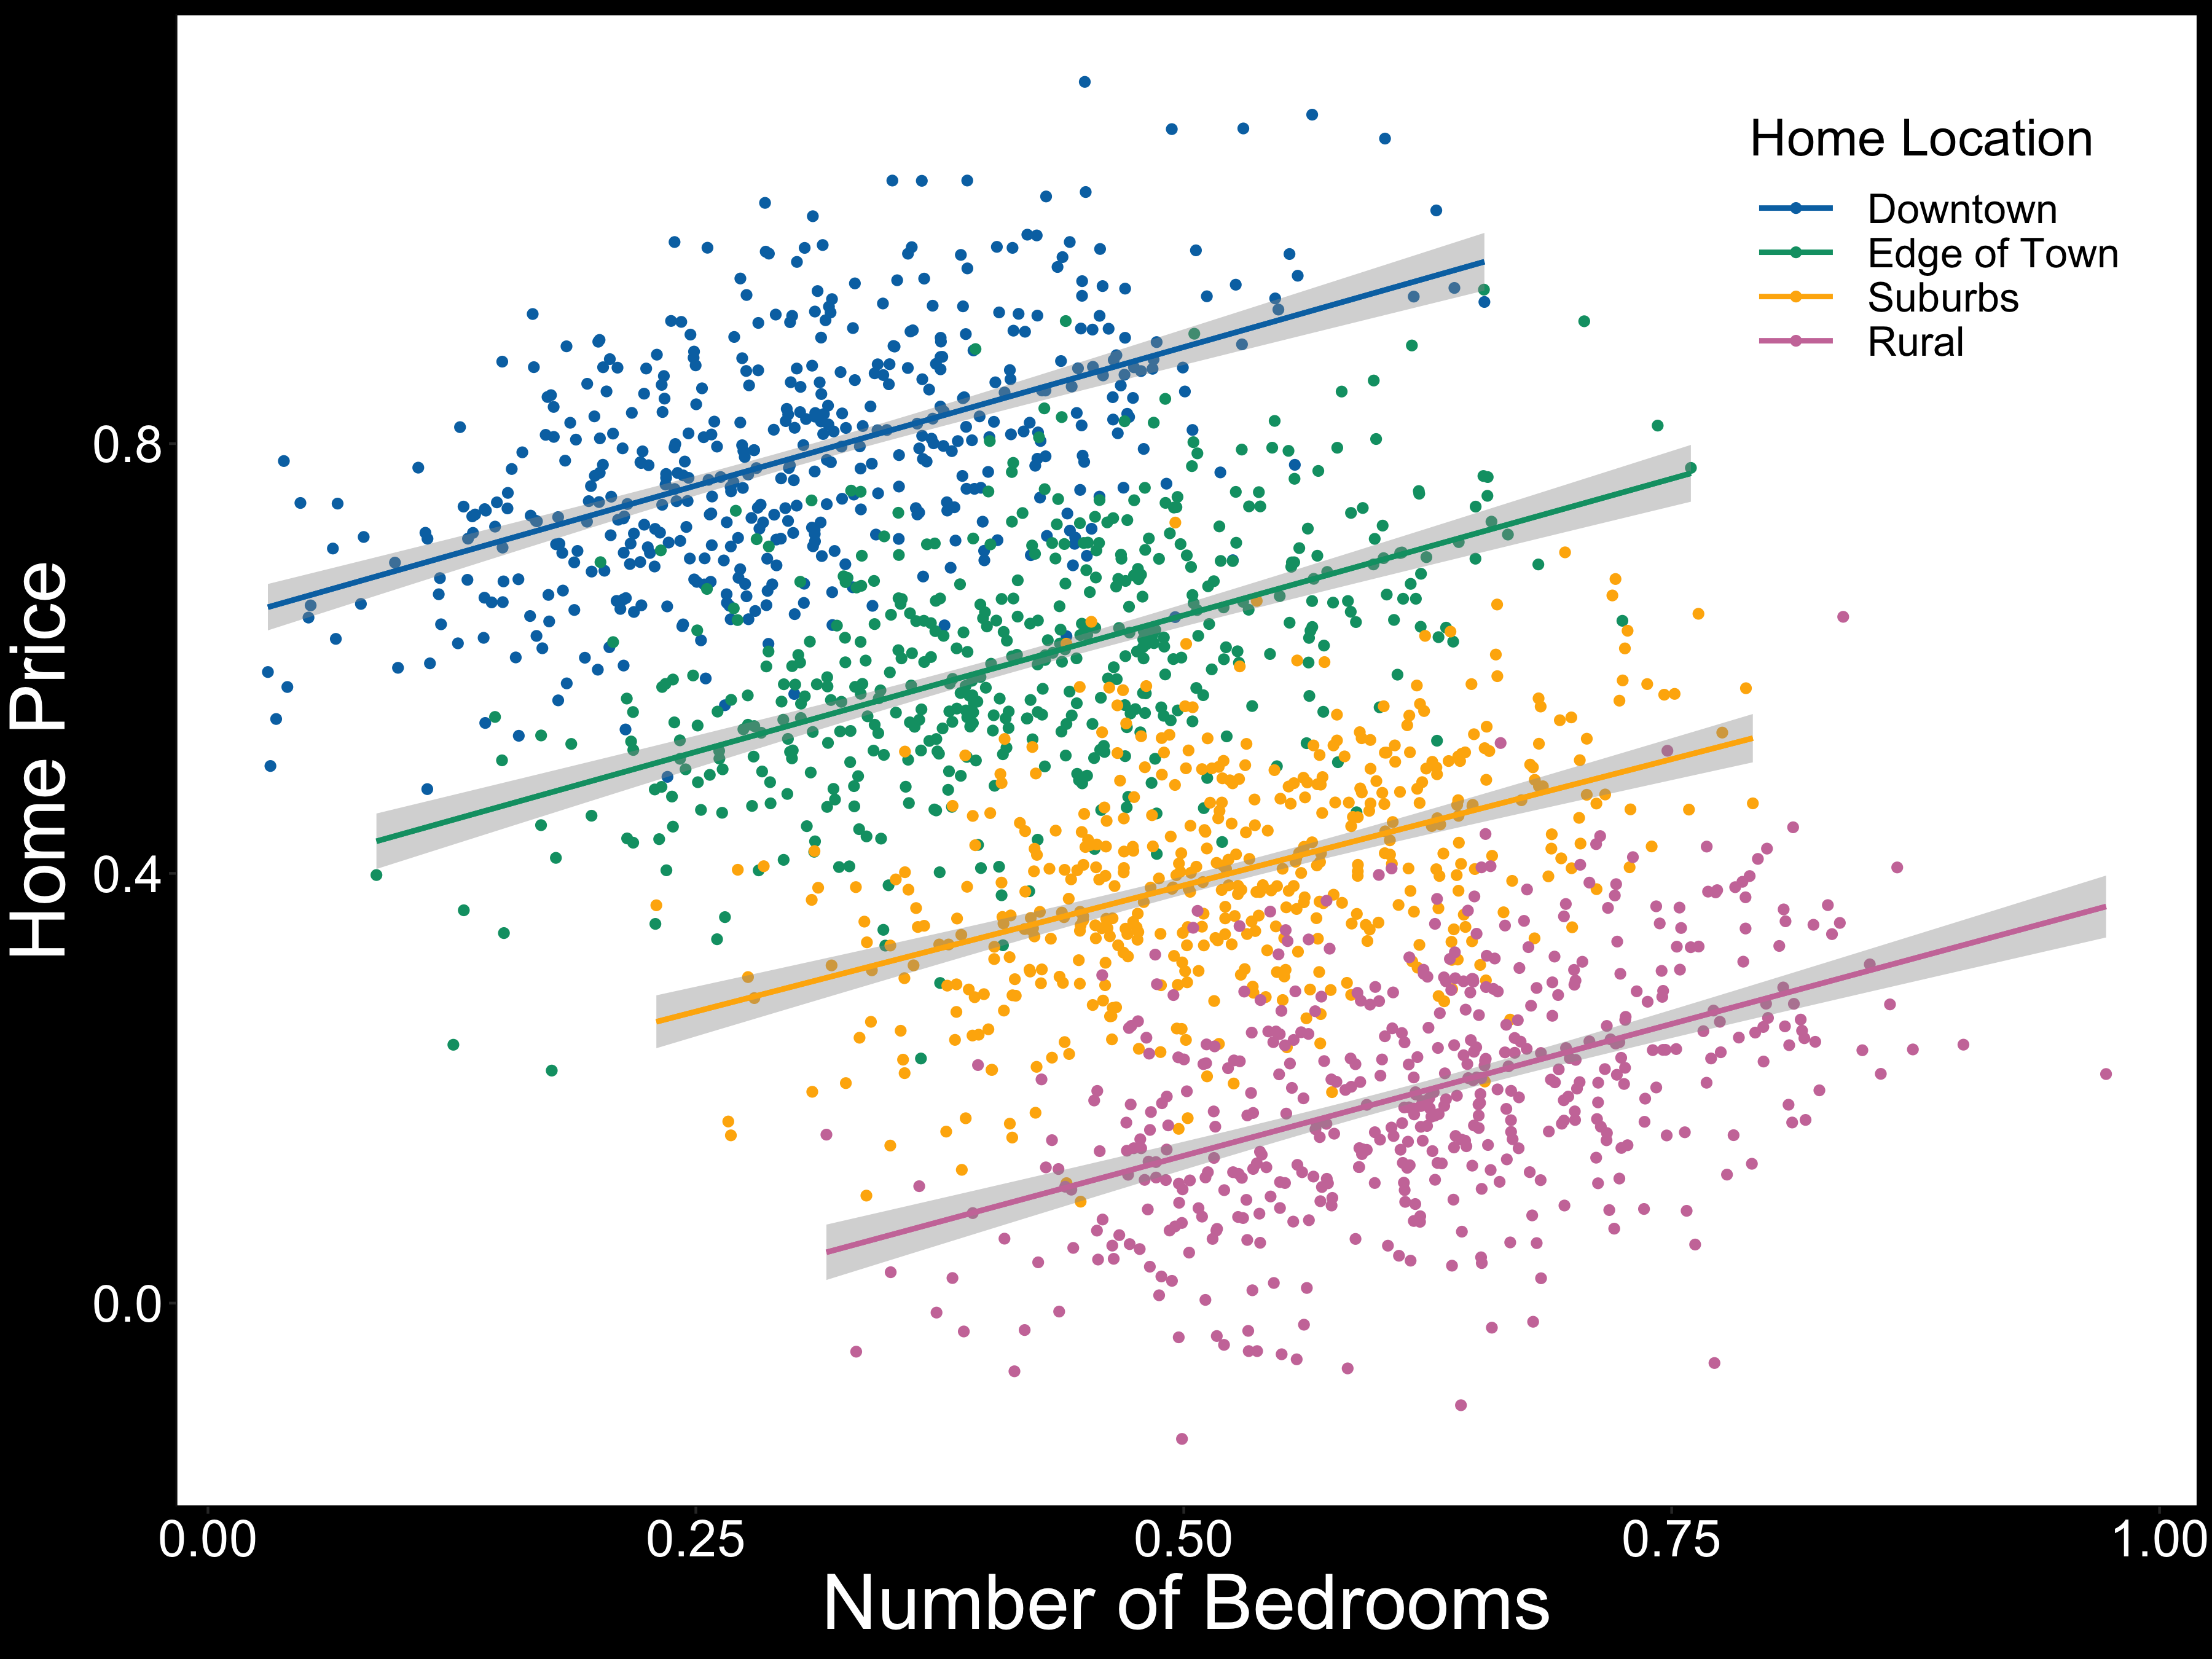 Home Location
Downtown
Edge of Town
Suburbs
Rural
Home Price
0.8
0.4
0.0
0.00 0.25 0.50 0.75 1.00
Number of Bedrooms